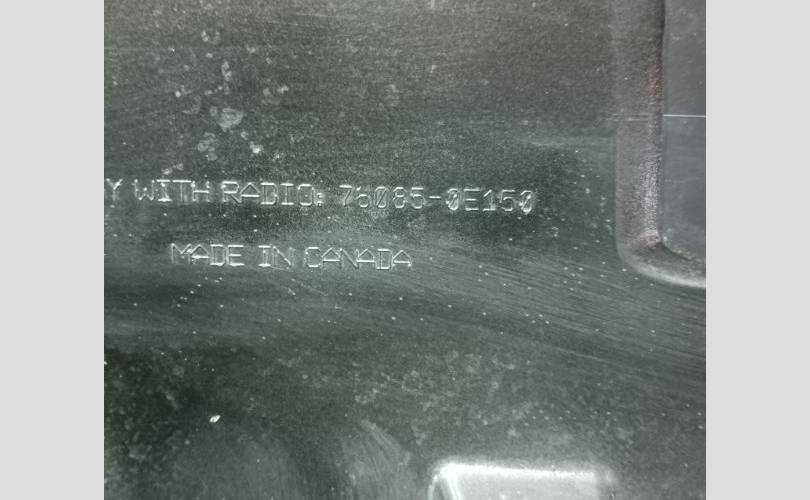 Y WITH RADIO: 76085-0E150
MADE IN CANADA